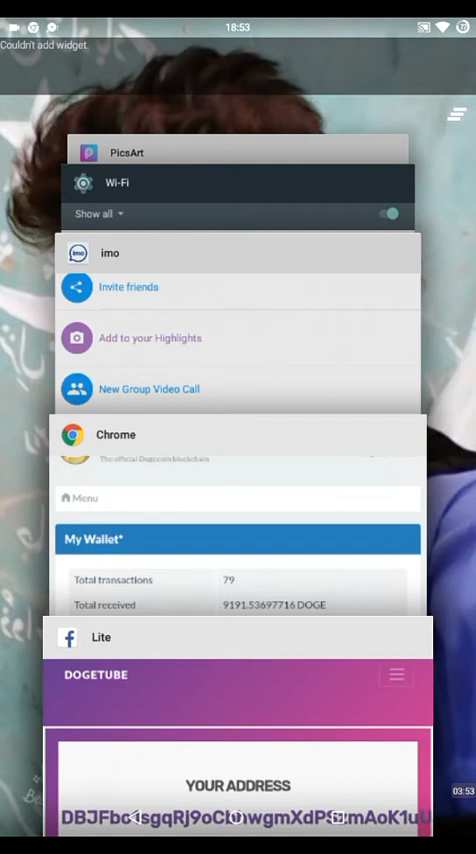 18:53
Couldn't add widget.
PicsArt
Wi-Fi
Show all
imo
imo
Invite friends
Add to your Highlights
New Group Video Call
Chrome
The official Dogecoin blockchain
Menu
My Wallet*
Total transactions 79
Total received 9191.53697716 DOGE
Lite
DOGETUBE
03:53
YOUR ADDRESS